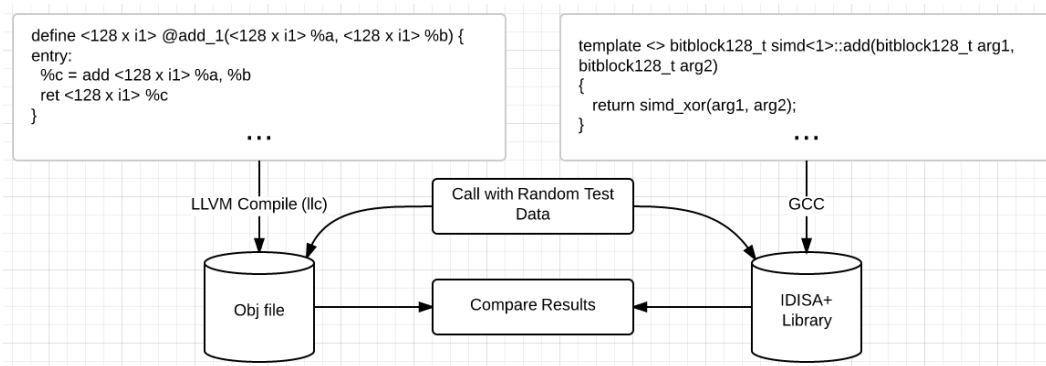 define <128 x i1> @add_1(<128 x i1> %a, <128 x i1> %b) {
entry:
%c = add <128 x i1> %a, %b
ret <128 x i1> %c
}
...
template <> bitblock128_t simd<1>::add(bitblock128_t arg1,
bitblock128_t arg2)
{
return simd_xor(arg1, arg2);
}
...
LLVM Compile (llc)
Call with Random Test
Data
GCC
Obj file
Compare Results
IDISA+
Library